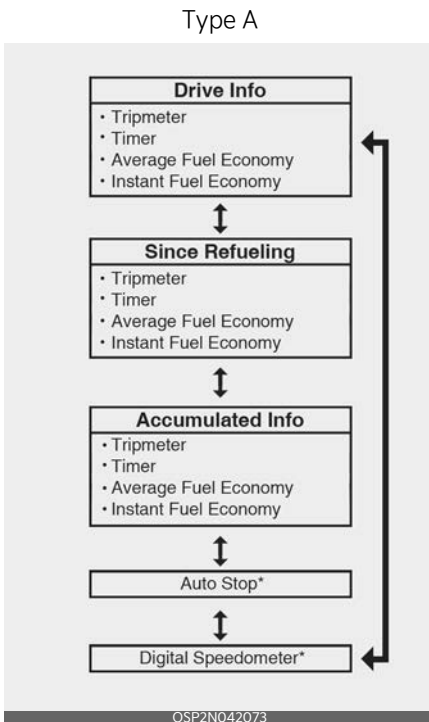 Type A
Drive Info
・Tripmeter
・Timer
・Average Fuel Economy
・Instant Fuel Economy
Since Refueling
・Tripmeter
・Timer
・Average Fuel Economy
・Instant Fuel Economy
Accumulated Info
・Tripmeter
・Timer
・Average Fuel Economy
・Instant Fuel Economy
Auto Stop*
Digital Speedometer*
OSP2N042073